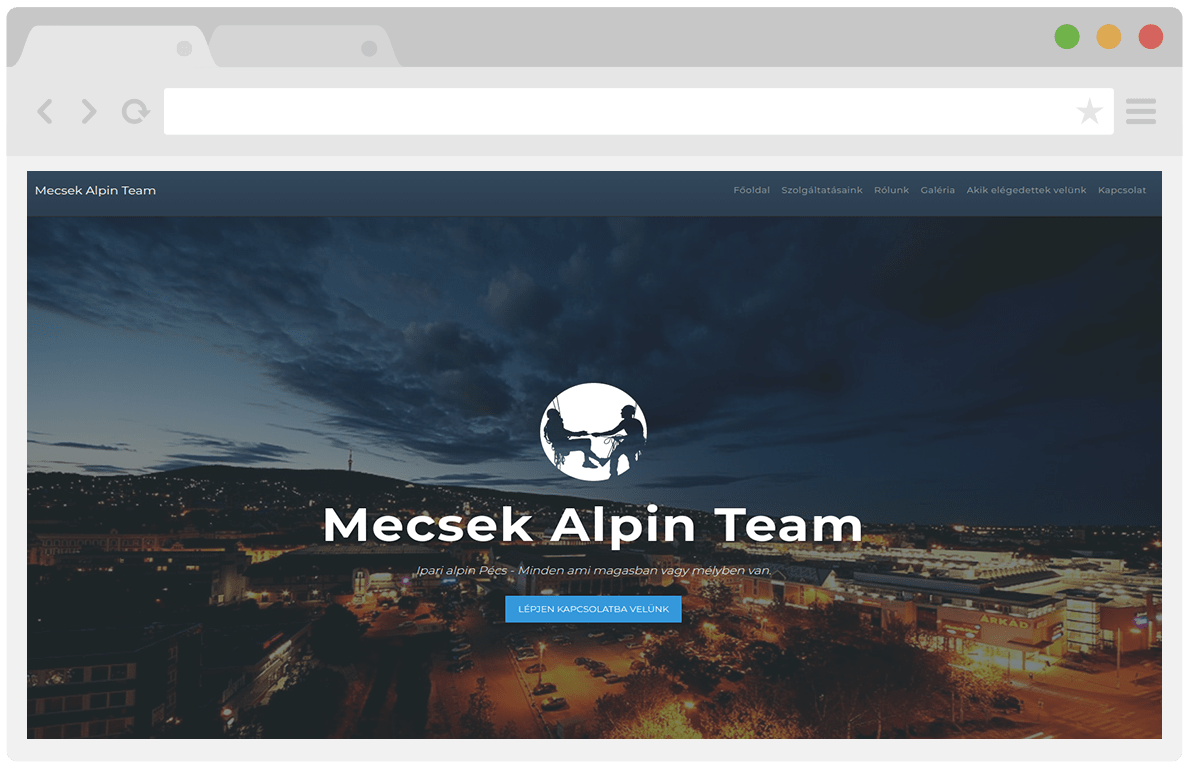 Mecsek Alpin Team
Főoldal Szolgáltatásaink Rólunk Galéria Akik elégedettek velünk Kapcsolat
Mecsek Alpin Team
Ipari alpin Pécs - Minden ami magasban vagy mélyben van.
LÉPJEN KAPCSOLATBA VELÜNK
ÁRKÁD